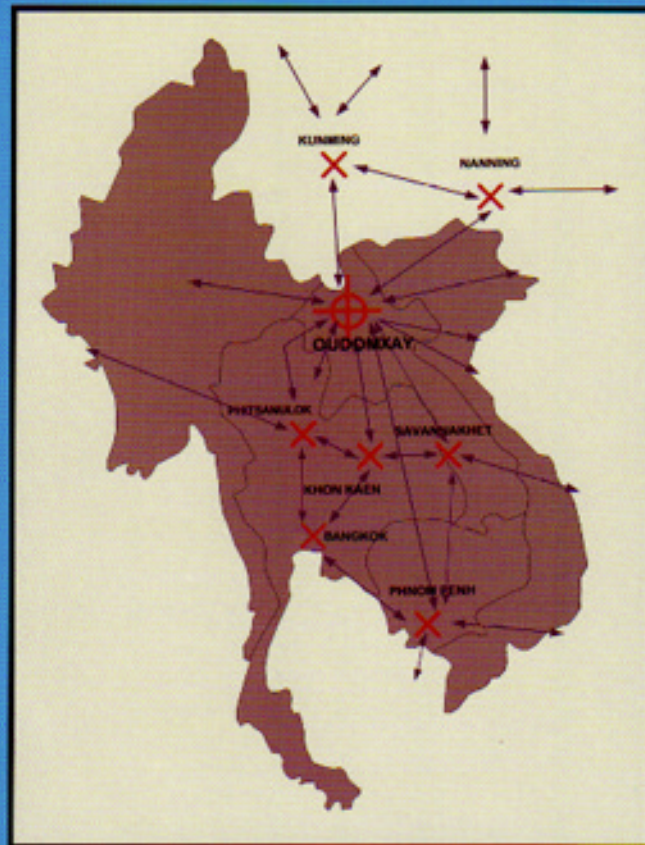 KUNMING
NANNING
OUDOMXAY
PHITSANULOK
SAVANNAKHET
KHON KAEN
BANGKOK
PHNOM PENH